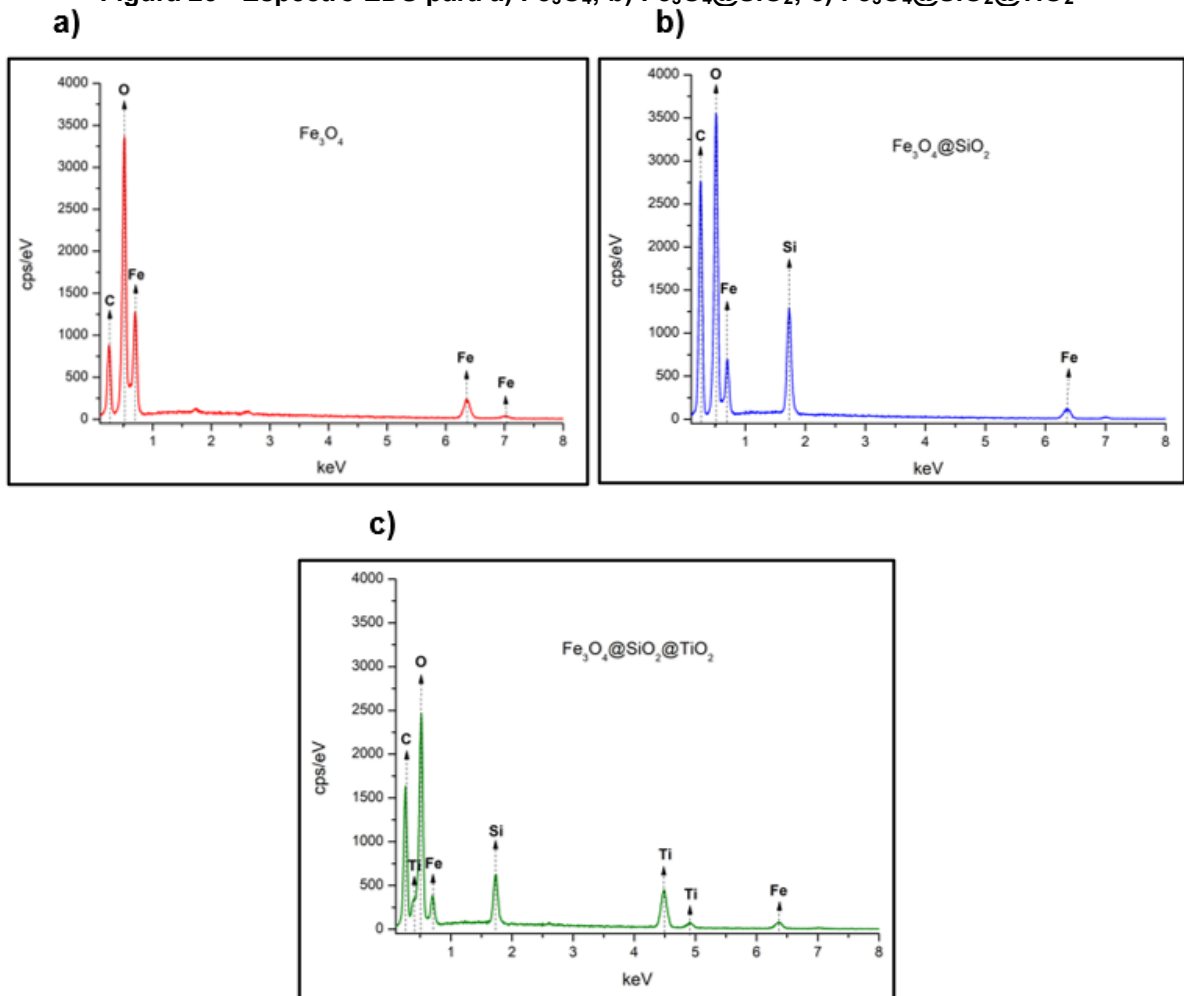 a)
b)
4000
3500
3000
2500
2000
1500
1000
500
0
cps/eV
C
O
Fe
Fe
Fe
Fe₃O₄
1
2
3
4
5
6
7
8
keV
4000
3500
3000
2500
2000
1500
1000
500
0
cps/eV
C
O
Fe
Si
Fe
Fe₃O₄@SiO₂
1
2
3
4
5
6
7
8
keV
c)
4000
3500
3000
2500
2000
1500
1000
500
0
cps/eV
C
Ti
O
Fe
Si
Ti
Ti
Fe
Fe₃O₄@SiO₂@TiO₂
1
2
3
4
5
6
7
8
keV